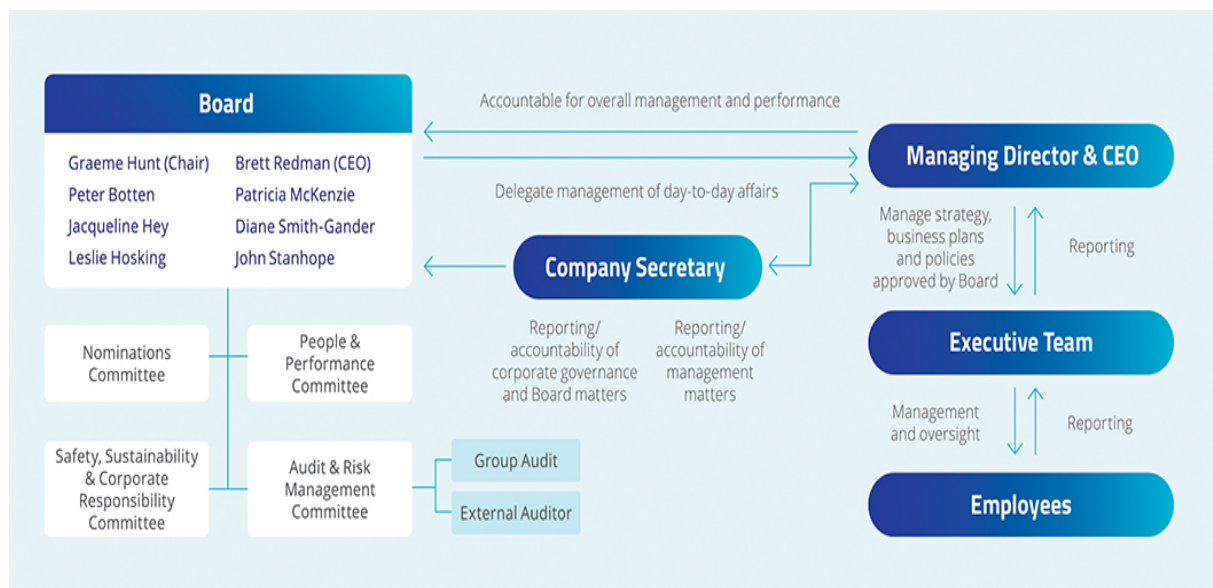 Board
Graeme Hunt (Chair)
Peter Botten
Jacqueline Hey
Leslie Hosking
Brett Redman (CEO)
Patricia McKenzie
Diane Smith-Gander
John Stanhope
Accountable for overall management and performance
Delegate management of day-to-day affairs
Managing Director & CEO
Company Secretary
Reporting/
accountability of
corporate governance
and Board matters
Reporting/
accountability of
management
matters
Manage strategy,
business plans
and policies
approved by Board
Reporting
Executive Team
Management
and oversight
Reporting
Employees
Nominations
Committee
People &
Performance
Committee
Safety, Sustainability
& Corporate
Responsibility
Committee
Audit & Risk
Management
Committee
Group Audit
External Auditor